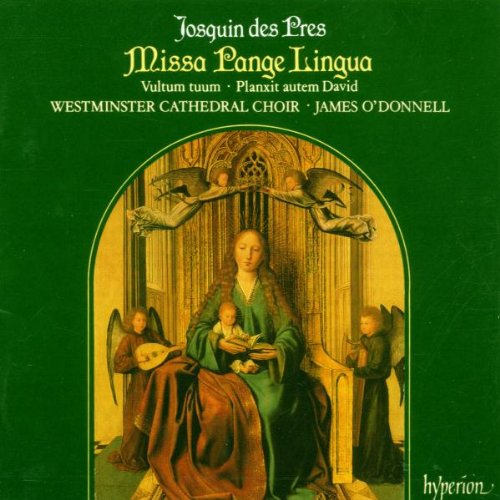 Josquin des Pres
Missa Pange Lingua
Vultum tuum · Planxit autem David
WESTMINSTER CATHEDRAL CHOIR · JAMES O'DONNELL
hyperion